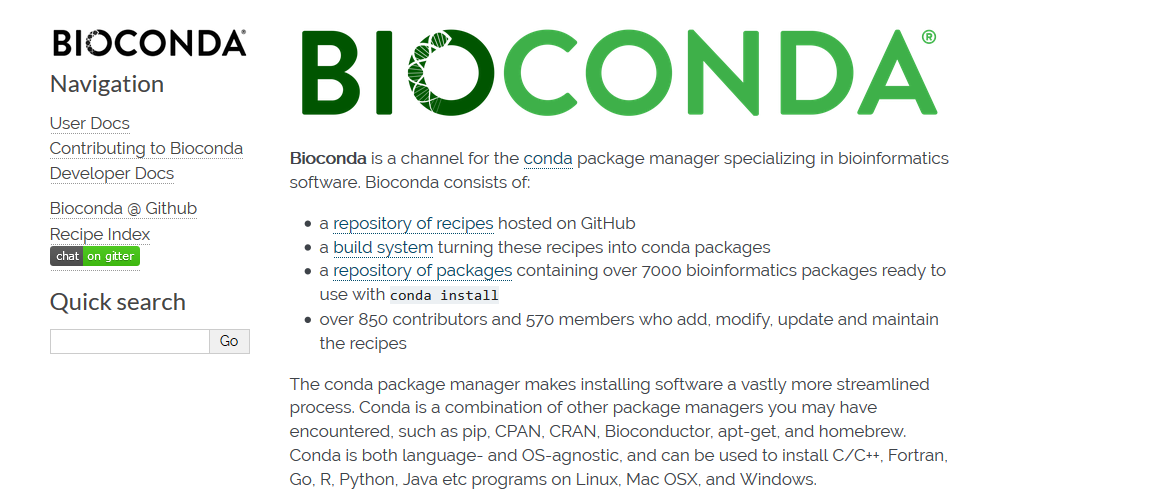 BIOCONDA®
Navigation
User Docs
Contributing to Bioconda
Developer Docs
Bioconda @ Github
Recipe Index
chat on gitter
Quick search
Go
BIOCONDA®
Bioconda is a channel for the conda package manager specializing in bioinformatics
software. Bioconda consists of:
• a repository of recipes hosted on GitHub
• a build system turning these recipes into conda packages
• a repository of packages containing over 7000 bioinformatics packages ready to
use with conda install
• over 850 contributors and 570 members who add, modify, update and maintain
the recipes
The conda package manager makes installing software a vastly more streamlined
process. Conda is a combination of other package managers you may have
encountered, such as pip, CPAN, CRAN, Bioconductor, apt-get, and homebrew.
Conda is both language- and OS-agnostic, and can be used to install C/C++, Fortran,
Go, R, Python, Java etc programs on Linux, Mac OSX, and Windows.